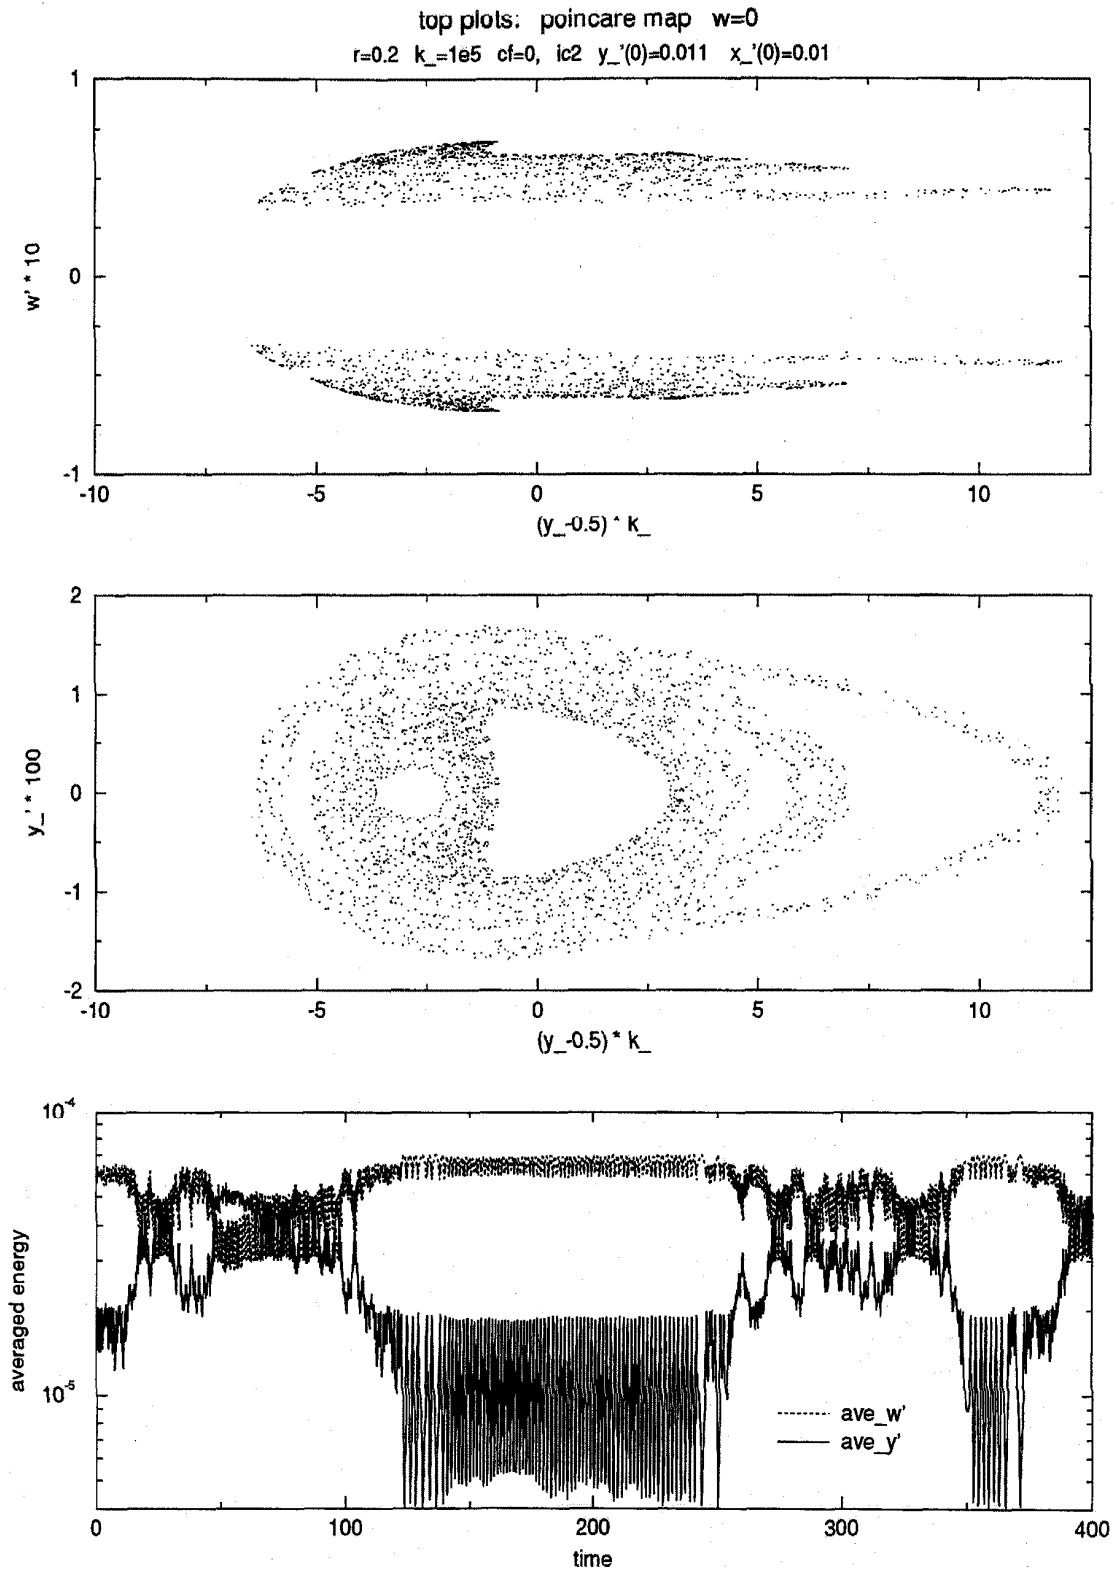 top plots: poincare map w=0
r=0.2 k_=1e5 cf=0, ic2 y_'(0)=0.011 x_'(0)=0.01
1
0
-1
w' * 10
-10 -5 0 5 10
(y_-0.5) * k_
2
1
0
-1
-2
y_' * 100
-10 -5 0 5 10
(y_-0.5) * k_
10^-4
10^-5
averaged energy
ave_w'
ave_y'
0 100 200 300 400
time